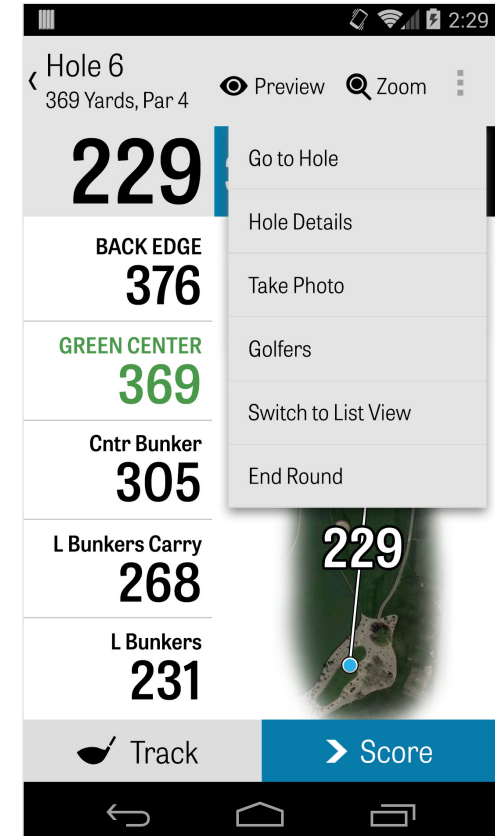 2:29
Hole 6
369 Yards, Par 4
Preview
Zoom
229
Go to Hole
Hole Details
Take Photo
Golfers
Switch to List View
End Round
BACK EDGE
376
GREEN CENTER
369
Cntr Bunker
305
L Bunkers Carry
268
L Bunkers
231
229
Track
Score